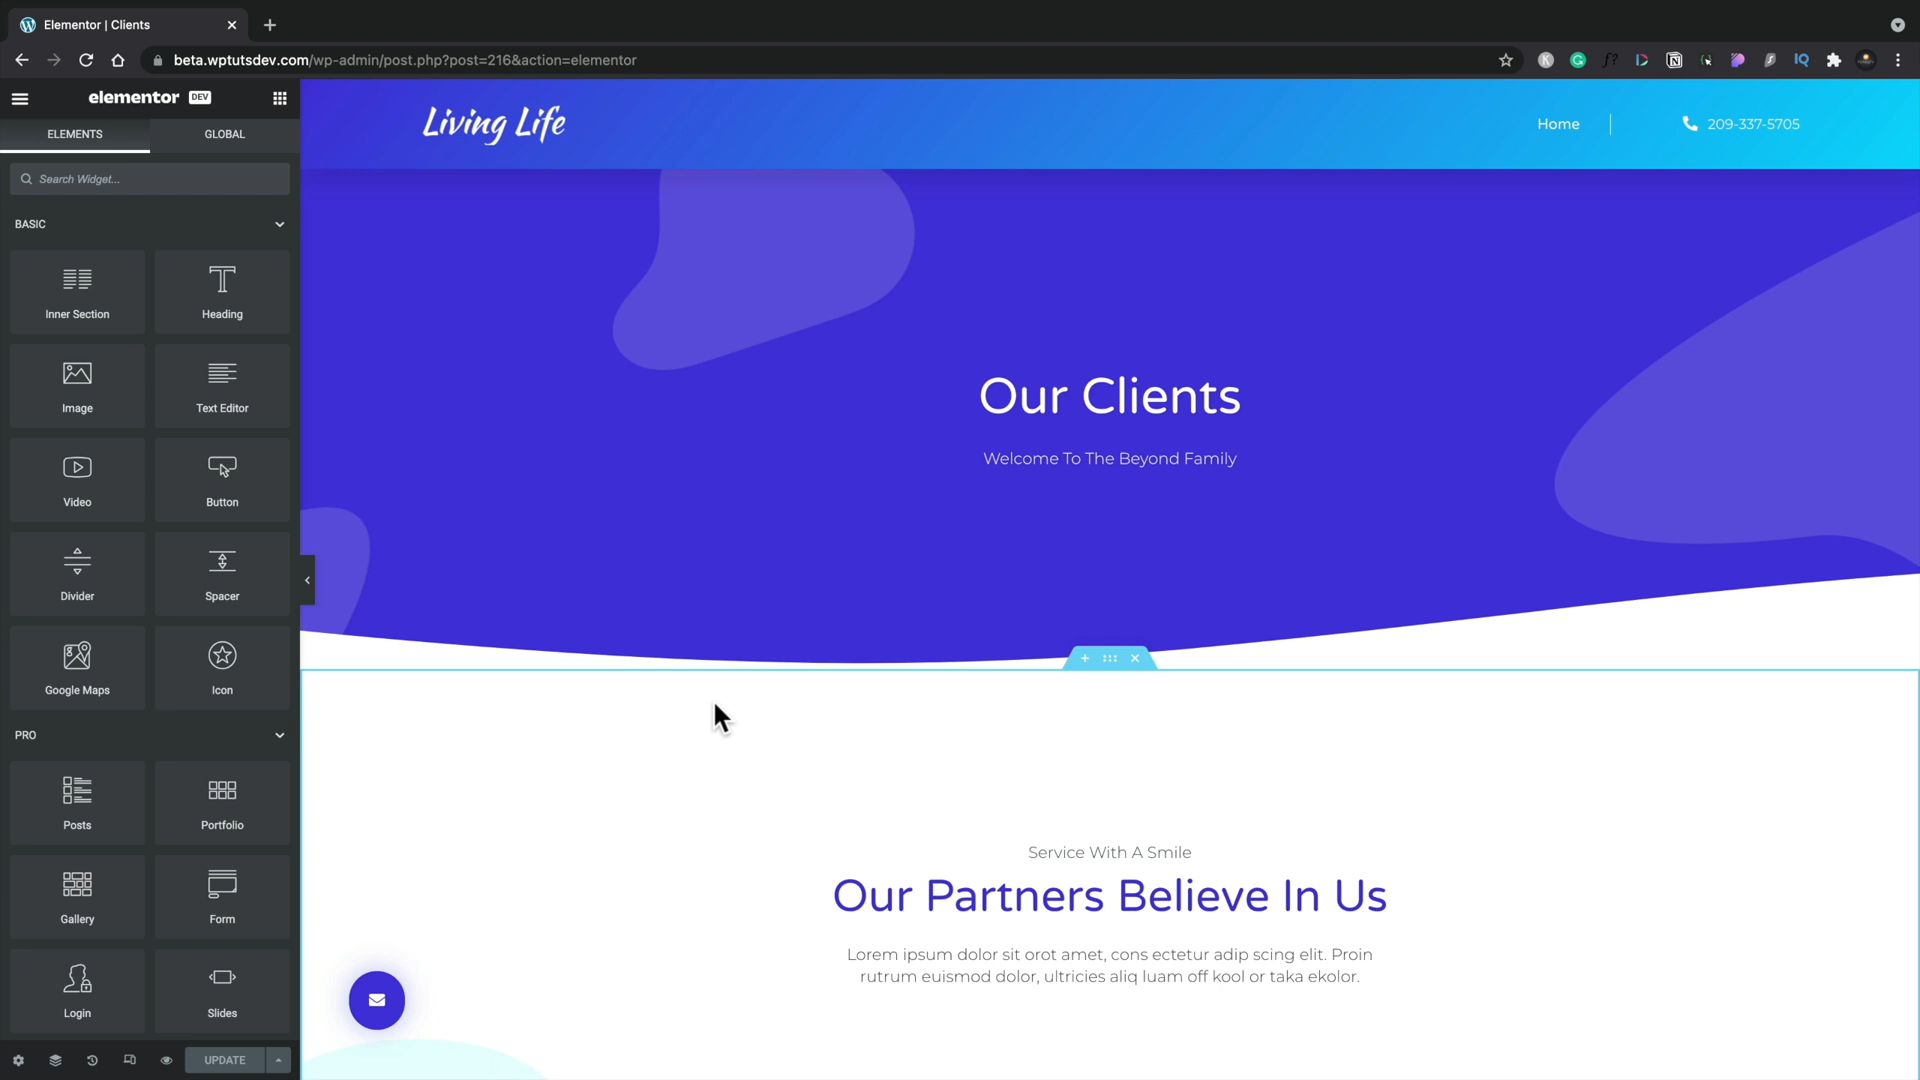 Elementor | Clients
beta.wptutsdev.com/wp-admin/post.php?post=216&action=elementor
elementor DEV
ELEMENTS
GLOBAL
Search Widget...
BASIC
Inner Section
Heading
Image
Text Editor
Video
Button
Divider
Spacer
Google Maps
Icon
PRO
Posts
Portfolio
Gallery
Form
Login
Slides
UPDATE
Living Life
Home
209-337-5705
Our Clients
Welcome To The Beyond Family
Service With A Smile
Our Partners Believe In Us
Lorem ipsum dolor sit orot amet, cons ectetur adip scing elit. Proin
rutrum euismod dolor, ultricies aliq luam off kool or taka ekolor.